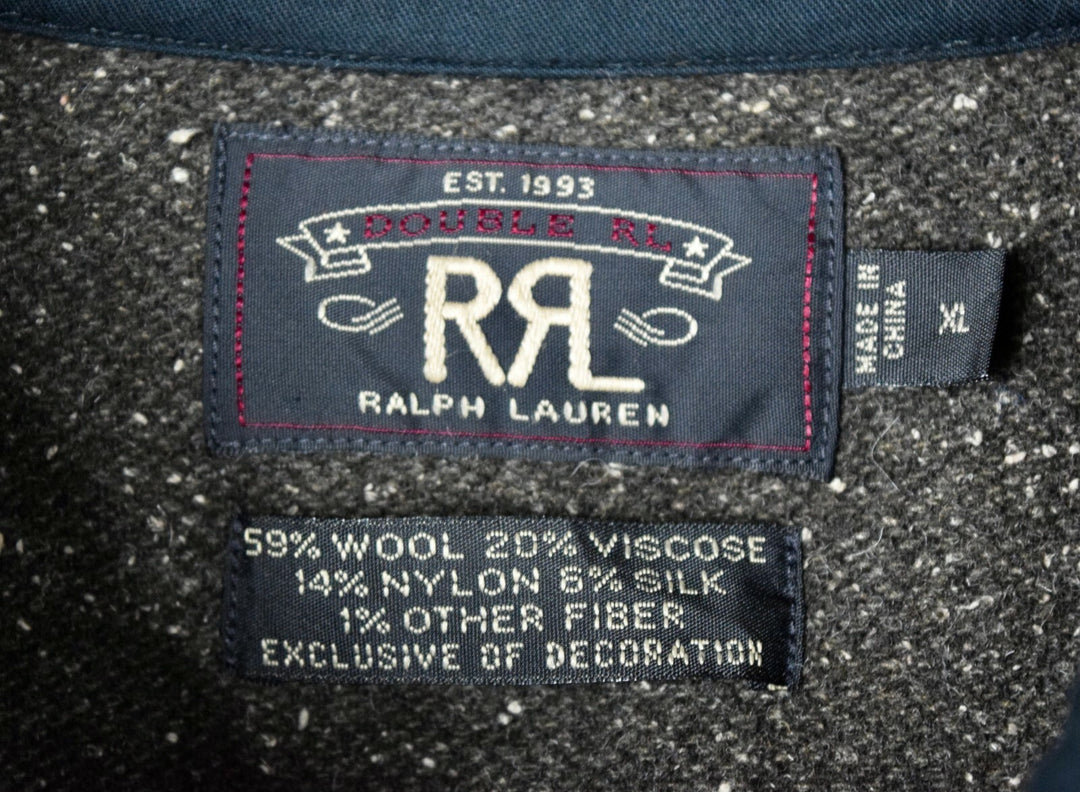 EST. 1993
DOUBLE RL
RRL
RALPH LAUREN
MADE IN
CHINA
XL
59% WOOL 20% VISCOSE
14% NYLON 6% SILK
1% OTHER FIBER
EXCLUSIVE OF DECORATION